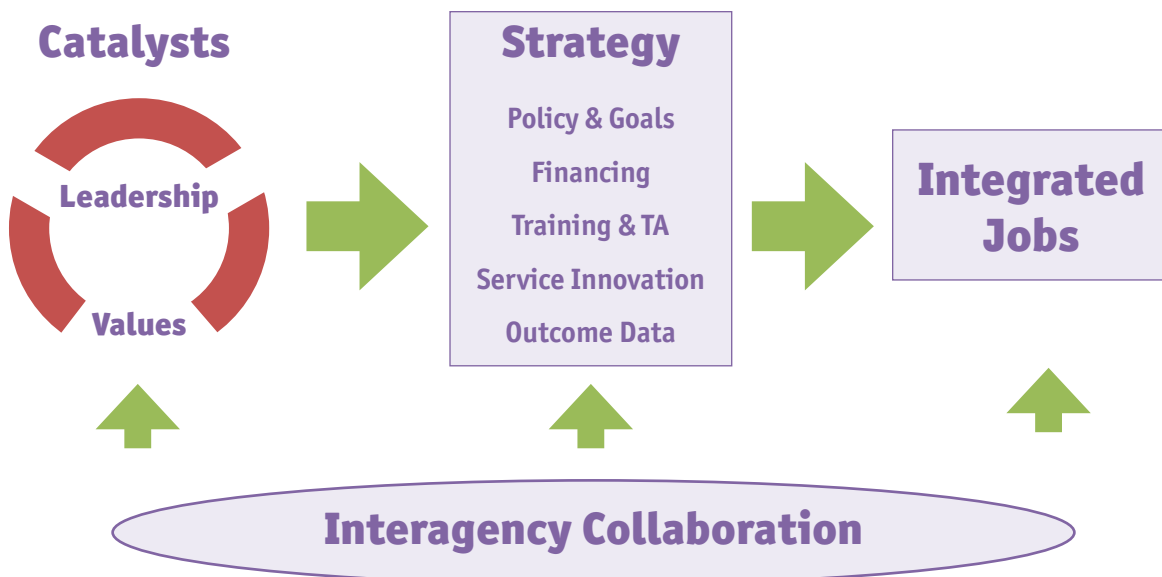 Catalysts
Leadership
Values
Strategy
Policy & Goals
Financing
Training & TA
Service Innovation
Outcome Data
Integrated
Jobs
Interagency Collaboration